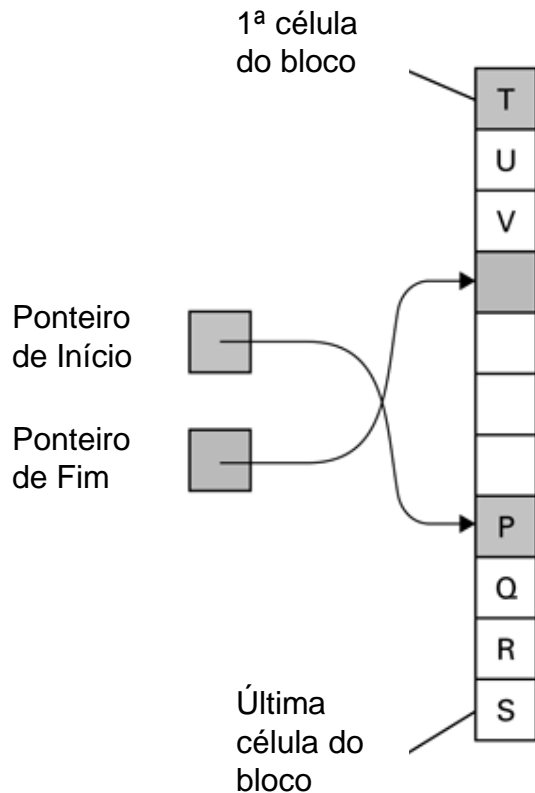 1ª célula
do bloco
T
U
V
Ponteiro
de Início
Ponteiro
de Fim
P
Q
R
S
Última
célula do
bloco